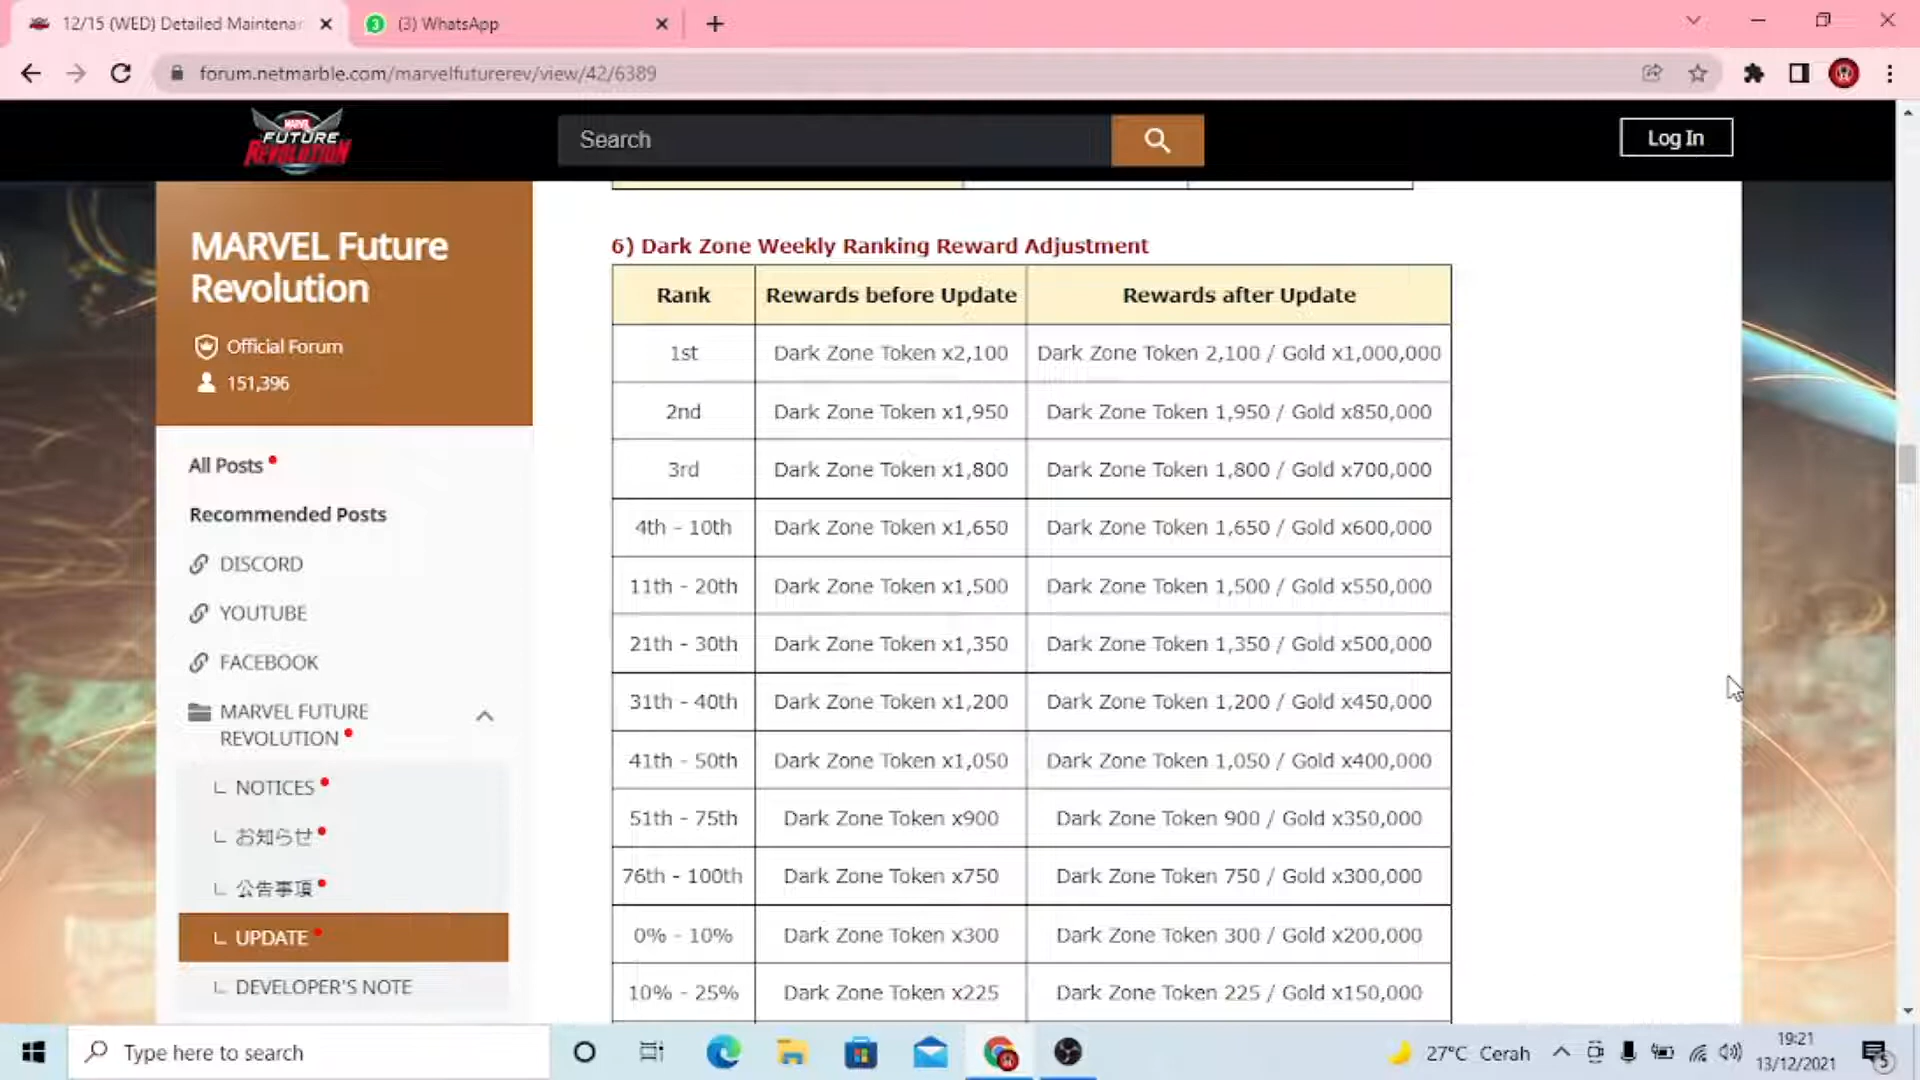 12/15 (WED) Detailed Maintenan
3 (3) WhatsApp
forum.netmarble.com/marvelfuturerev/view/42/6389
MARVEL
FUTURE
REVOLUTION
Search
Log In
MARVEL Future
Revolution
Official Forum
151,396
All Posts
Recommended Posts
DISCORD
YOUTUBE
FACEBOOK
MARVEL FUTURE
REVOLUTION
NOTICES
お知らせ
公告事項
UPDATE
DEVELOPER'S NOTE
6) Dark Zone Weekly Ranking Reward Adjustment
Rank Rewards before Update Rewards after Update
1st Dark Zone Token x2,100 Dark Zone Token 2,100 / Gold x1,000,000
2nd Dark Zone Token x1,950 Dark Zone Token 1,950 / Gold x850,000
3rd Dark Zone Token x1,800 Dark Zone Token 1,800 / Gold x700,000
4th - 10th Dark Zone Token x1,650 Dark Zone Token 1,650 / Gold x600,000
11th - 20th Dark Zone Token x1,500 Dark Zone Token 1,500 / Gold x550,000
21th - 30th Dark Zone Token x1,350 Dark Zone Token 1,350 / Gold x500,000
31th - 40th Dark Zone Token x1,200 Dark Zone Token 1,200 / Gold x450,000
41th - 50th Dark Zone Token x1,050 Dark Zone Token 1,050 / Gold x400,000
51th - 75th Dark Zone Token x900 Dark Zone Token 900 / Gold x350,000
76th - 100th Dark Zone Token x750 Dark Zone Token 750 / Gold x300,000
0% - 10% Dark Zone Token x300 Dark Zone Token 300 / Gold x200,000
10% - 25% Dark Zone Token x225 Dark Zone Token 225 / Gold x150,000
Type here to search
27°C Cerah
19:21
13/12/2021
5